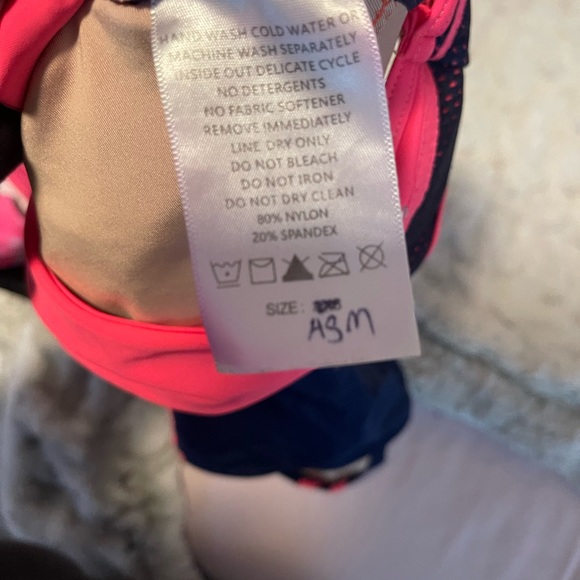 HAND WASH COLD WATER OR
MACHINE WASH SEPARATELY
INSIDE OUT DELICATE CYCLE
NO DETERGENTS
NO FABRIC SOFTENER
REMOVE IMMEDIATELY
LINE DRY ONLY
DO NOT BLEACH
DO NOT IRON
DO NOT DRY CLEAN
80% NYLON
20% SPANDEX
SIZE:
ASM